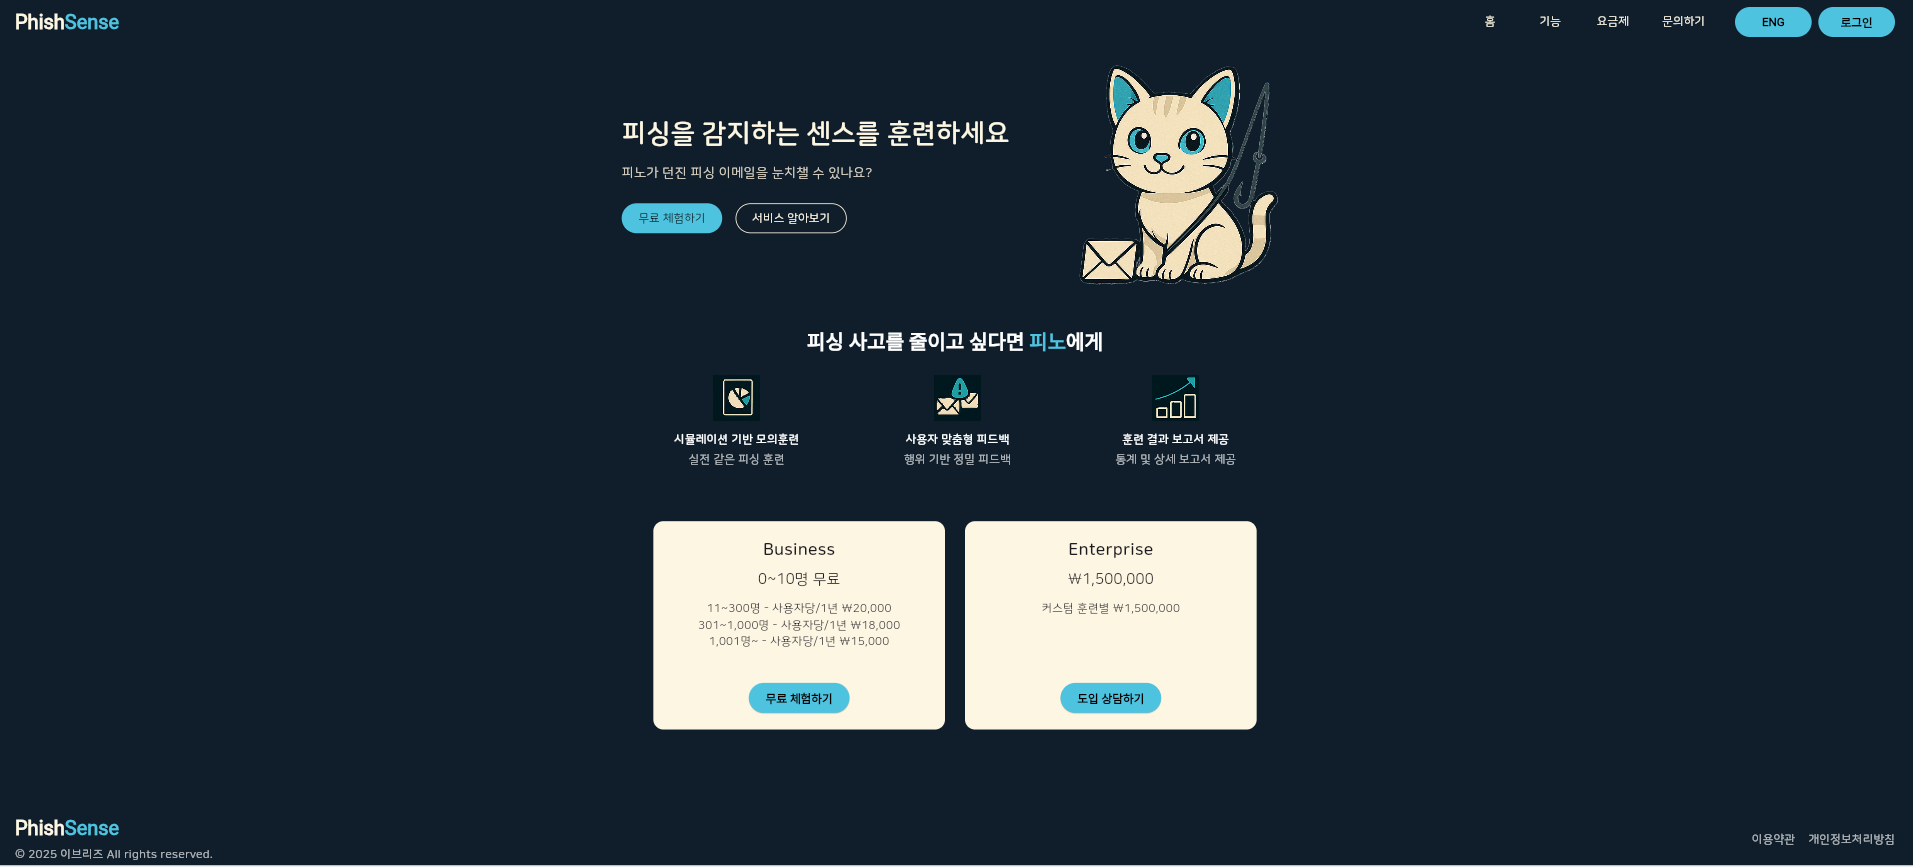 PhishSense
홈 기능 요금제 문의하기 ENG 로그인
피싱을 감지하는 센스를 훈련하세요
피노가 던진 피싱 이메일을 눈치챌 수 있나요?
무료 체험하기 서비스 알아보기
피싱 사고를 줄이고 싶다면 피노에게
시뮬레이션 기반 모의훈련
실전 같은 피싱 훈련
사용자 맞춤형 피드백
행위 기반 정밀 피드백
훈련 결과 보고서 제공
통계 및 상세 보고서 제공
Business
0~10명 무료
11~300명 - 사용자당/1년 ₩20,000
301~1,000명 - 사용자당/1년 ₩18,000
1,001명~ - 사용자당/1년 ₩15,000
무료 체험하기
Enterprise
₩1,500,000
커스텀 훈련별 ₩1,500,000
도입 상담하기
PhishSense
© 2025 이브리즈 All rights reserved.
이용약관 개인정보처리방침